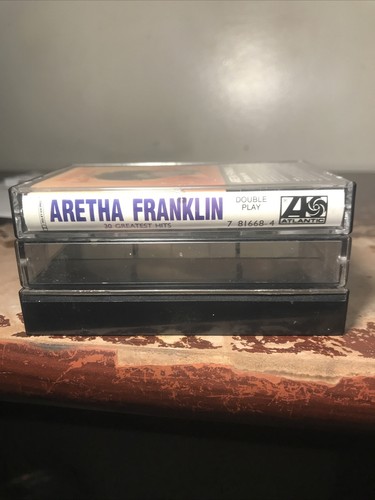 ARETHA FRANKLIN
30 GREATEST HITS
DOUBLE
PLAY
7 81668-4
ATLANTIC